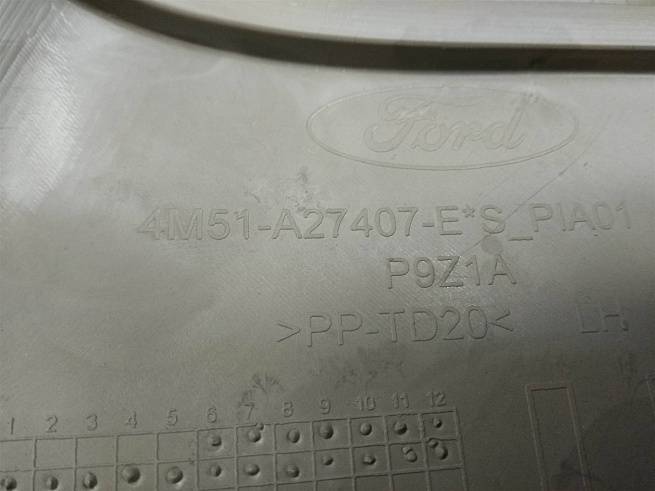 Ford
4M51-A27407-E*S_PIA01
P9Z1A
>PP-TD20< LH
1 2 3 4 5 6 7 8 9 10 11 12